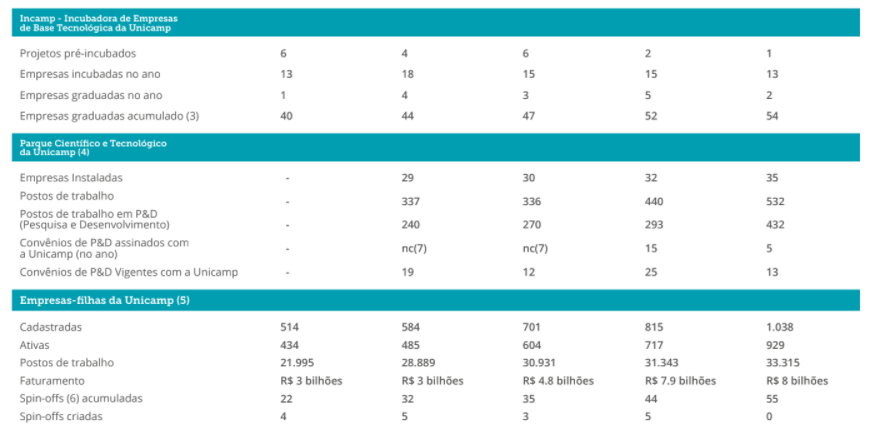 Incamp - Incubadora de Empresas
de Base Tecnológica da Unicamp
Projetos pré-incubados 6 4 6 2 1
Empresas incubadas no ano 13 18 15 15 13
Empresas graduadas no ano 1 4 3 5 2
Empresas graduadas acumulado (3) 40 44 47 52 54
Parque Científico e Tecnológico
da Unicamp (4)
Empresas Instaladas - 29 30 32 35
Postos de trabalho - 337 336 440 532
Postos de trabalho em P&D
(Pesquisa e Desenvolvimento) - 240 270 293 432
Convênios de P&D assinados com
a Unicamp (no ano) - nc(7) nc(7) 15 5
Convênios de P&D Vigentes com a Unicamp - 19 12 25 13
Empresas-filhas da Unicamp (5)
Cadastradas 514 584 701 815 1.038
Ativas 434 485 604 717 929
Postos de trabalho 21.995 28.889 30.931 31.343 33.315
Faturamento R$ 3 bilhões R$ 3 bilhões R$ 4.8 bilhões R$ 7.9 bilhões R$ 8 bilhões
Spin-offs (6) acumuladas 22 32 35 44 55
Spin-offs criadas 4 5 3 5 0